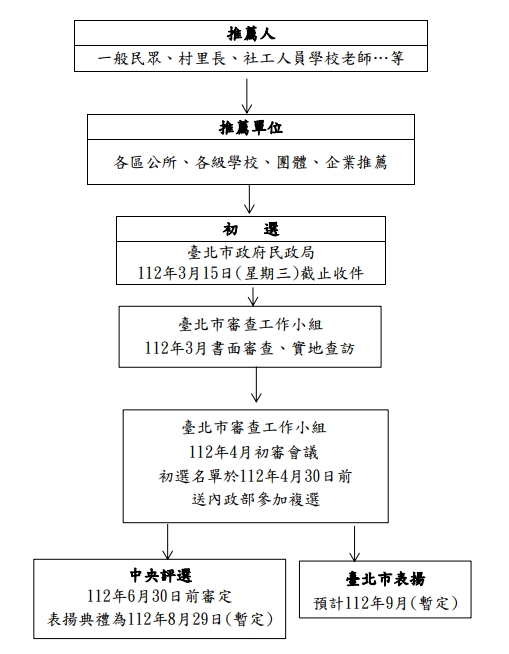 推薦人
一般民眾、村里長、社工人員學校老師…等
推薦單位
各區公所、各級學校、團體、企業推薦
初　選
臺北市政府民政局
112年3月15日(星期三)截止收件
臺北市審查工作小組
112年3月書面審查、實地查訪
臺北市審查工作小組
112年4月初審會議
初選名單於112年4月30日前
送內政部參加複選
中央評選
112年6月30日前審定
表揚典禮為112年8月29日(暫定)
臺北市表揚
預計112年9月(暫定)